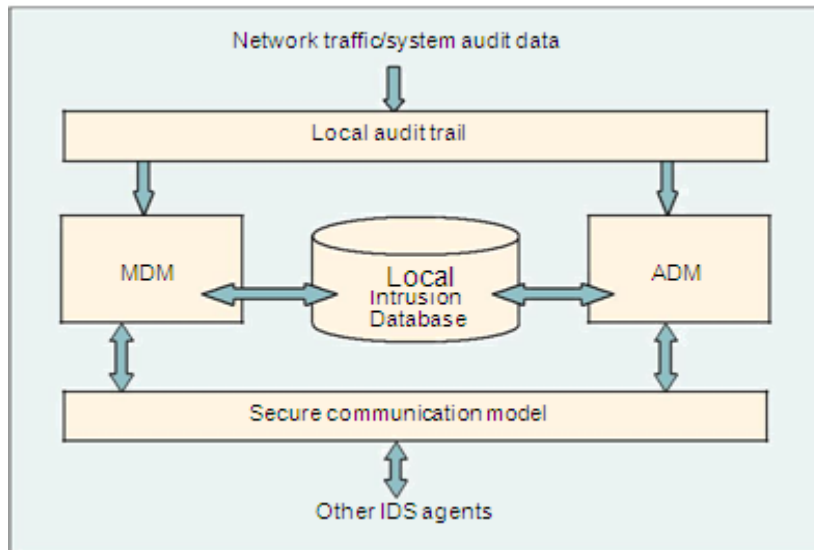 Network traffic/system audit data
Local audit trail
MDM
Local
Intrusion
Database
ADM
Secure communication model
Other IDS agents